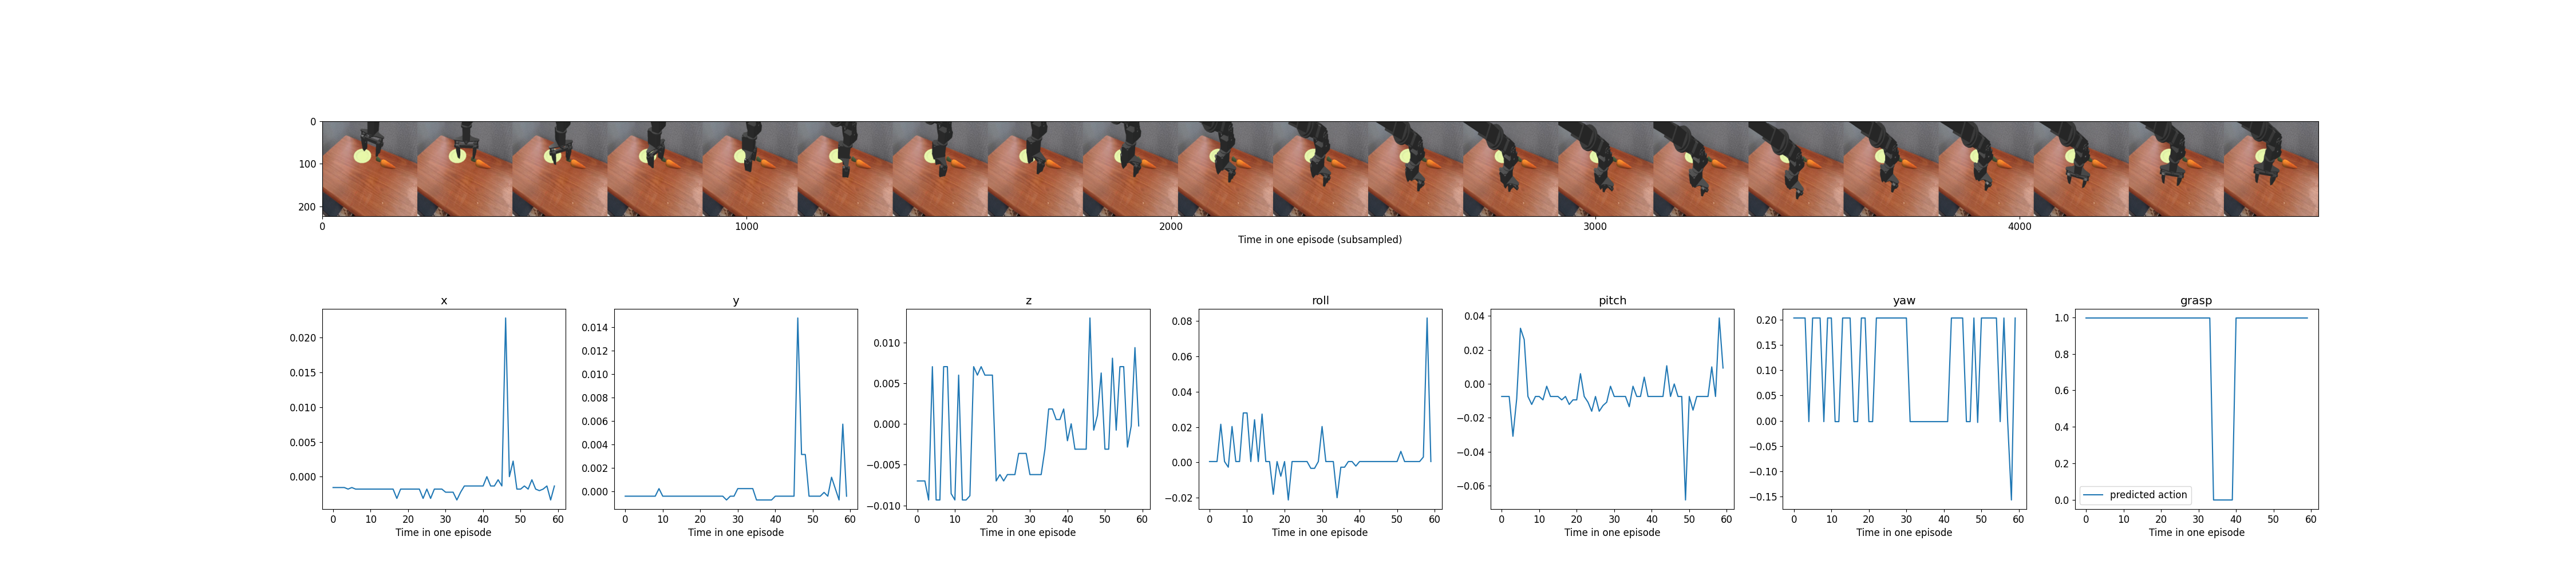 0
100
200
0 1000 2000 3000 4000
Time in one episode (subsampled)
x
0.020
0.015
0.010
0.005
0.000
0 10 20 30 40 50 60
Time in one episode
y
0.014
0.012
0.010
0.008
0.006
0.004
0.002
0.000
0 10 20 30 40 50 60
Time in one episode
z
0.010
0.005
0.000
−0.005
−0.010
0 10 20 30 40 50 60
Time in one episode
roll
0.08
0.06
0.04
0.02
0.00
−0.02
0 10 20 30 40 50 60
Time in one episode
pitch
0.04
0.02
0.00
−0.02
−0.04
−0.06
0 10 20 30 40 50 60
Time in one episode
yaw
0.20
0.15
0.10
0.05
0.00
−0.05
−0.10
−0.15
0 10 20 30 40 50 60
Time in one episode
grasp
1.0
0.8
0.6
0.4
0.2
0.0
predicted action
0 10 20 30 40 50 60
Time in one episode